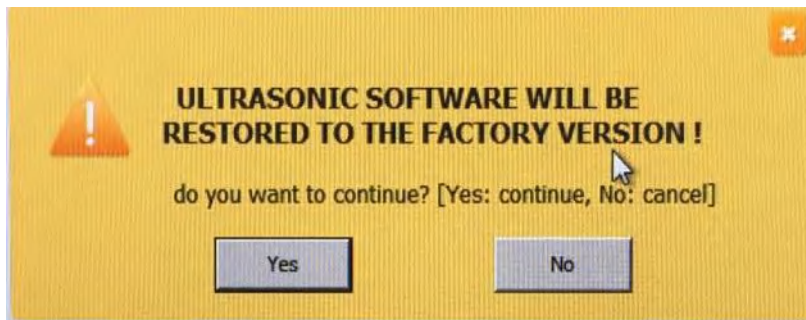 ULTRASONIC SOFTWARE WILL BE
RESTORED TO THE FACTORY VERSION !
do you want to continue? [Yes: continue, No: cancel]
Yes
No